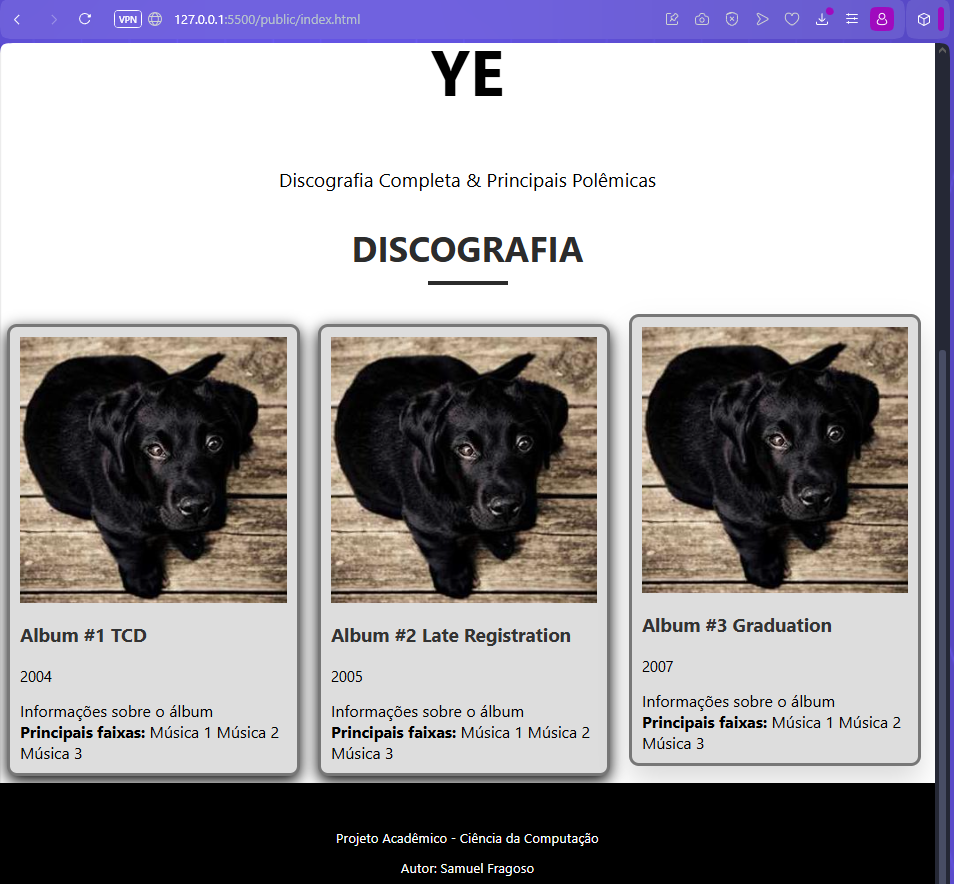 VPN
127.0.0.1:5500/public/index.html
YE
Discografia Completa & Principais Polêmicas
DISCOGRAFIA
Album #1 TCD
2004
Informações sobre o álbum
Principais faixas: Música 1 Música 2
Música 3
Album #2 Late Registration
2005
Informações sobre o álbum
Principais faixas: Música 1 Música 2
Música 3
Album #3 Graduation
2007
Informações sobre o álbum
Principais faixas: Música 1 Música 2
Música 3
Projeto Acadêmico - Ciência da Computação
Autor: Samuel Fragoso